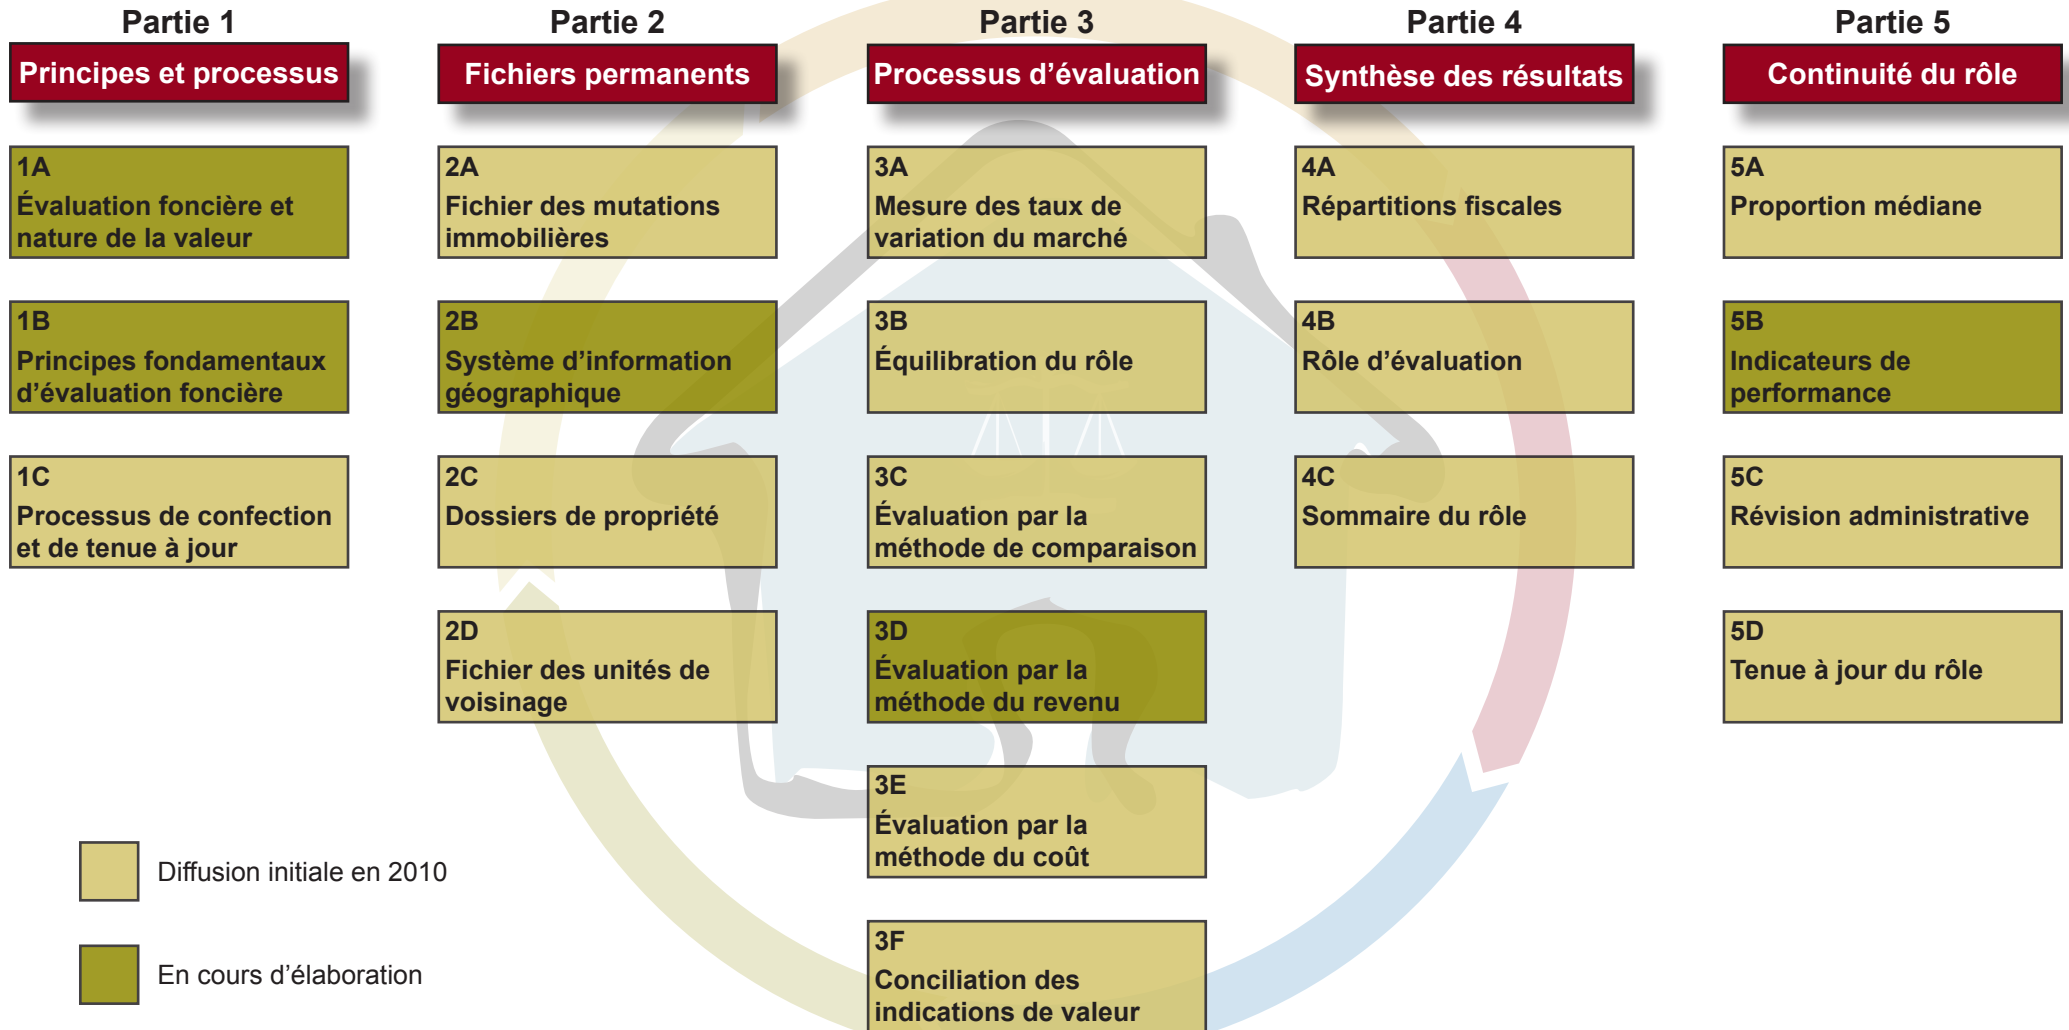 Partie 1
Principes et processus
1A
Évaluation foncière et
nature de la valeur
1B
Principes fondamentaux
d’évaluation foncière
1C
Processus de confection
et de tenue à jour
Partie 2
Fichiers permanents
2A
Fichier des mutations
immobilières
2B
Système d’information
géographique
2C
Dossiers de propriété
2D
Fichier des unités de
voisinage
Partie 3
Processus d’évaluation
3A
Mesure des taux de
variation du marché
3B
Équilibration du rôle
3C
Évaluation par la
méthode de comparaison
3D
Évaluation par la
méthode du revenu
3E
Évaluation par la
méthode du coût
3F
Conciliation des
indications de valeur
Partie 4
Synthèse des résultats
4A
Répartitions fiscales
4B
Rôle d’évaluation
4C
Sommaire du rôle
Partie 5
Continuité du rôle
5A
Proportion médiane
5B
Indicateurs de
performance
5C
Révision administrative
5D
Tenue à jour du rôle
Diffusion initiale en 2010
En cours d’élaboration